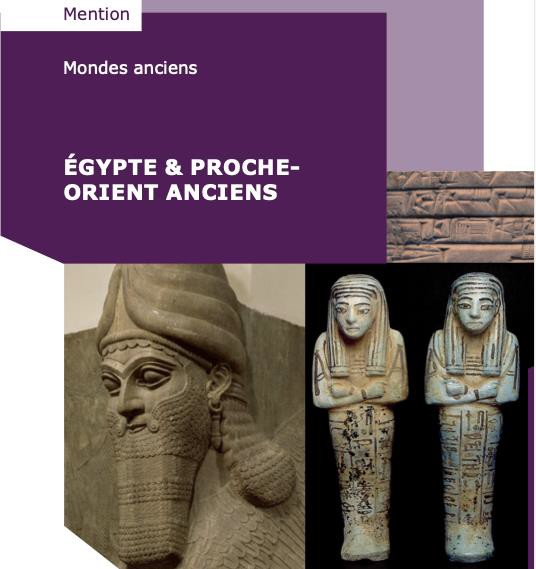 Mention
Mondes anciens
ÉGYPTE & PROCHE-
ORIENT ANCIENS